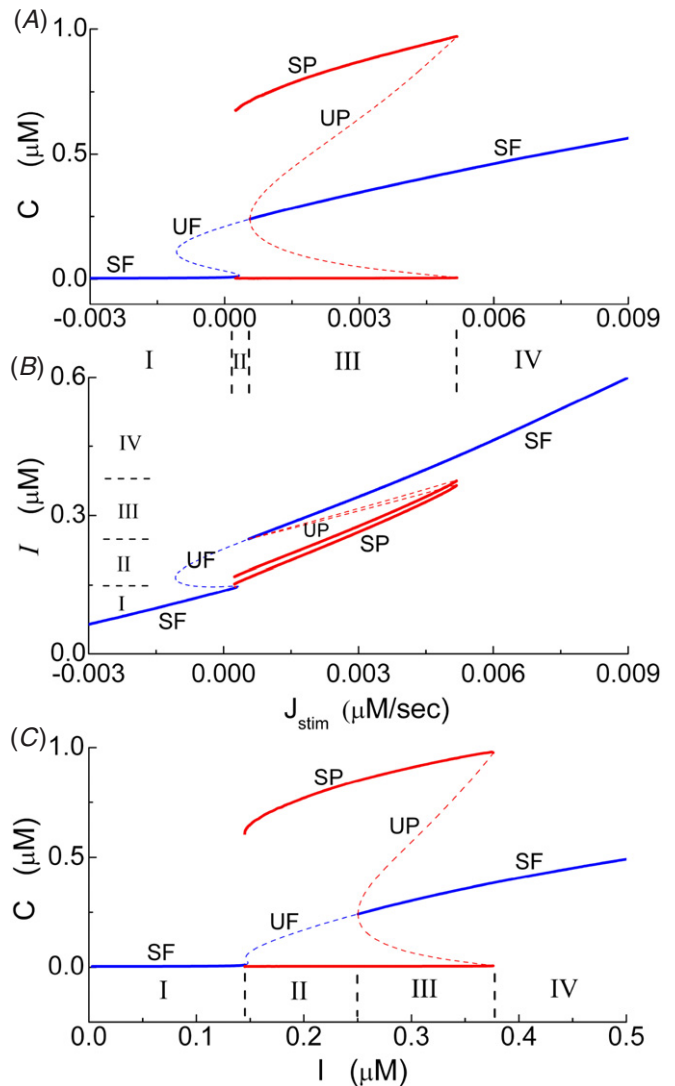 (A)
1.0
SP
UP
C (μM)
0.5
SF
UF
SF
0.0
-0.003 0.000 0.003 0.006 0.009
I II III IV
(B)
0.6
IV
SF
I (μM)
III
0.3
UP
UF
SP
II
I
SF
0.0
-0.003 0.000 0.003 0.006 0.009
J_stim (μM/sec)
(C)
1.0
SP
UP
C (μM)
0.5
SF
UF
SF
0.0
I II III IV
0.0 0.1 0.2 0.3 0.4 0.5
I (μM)